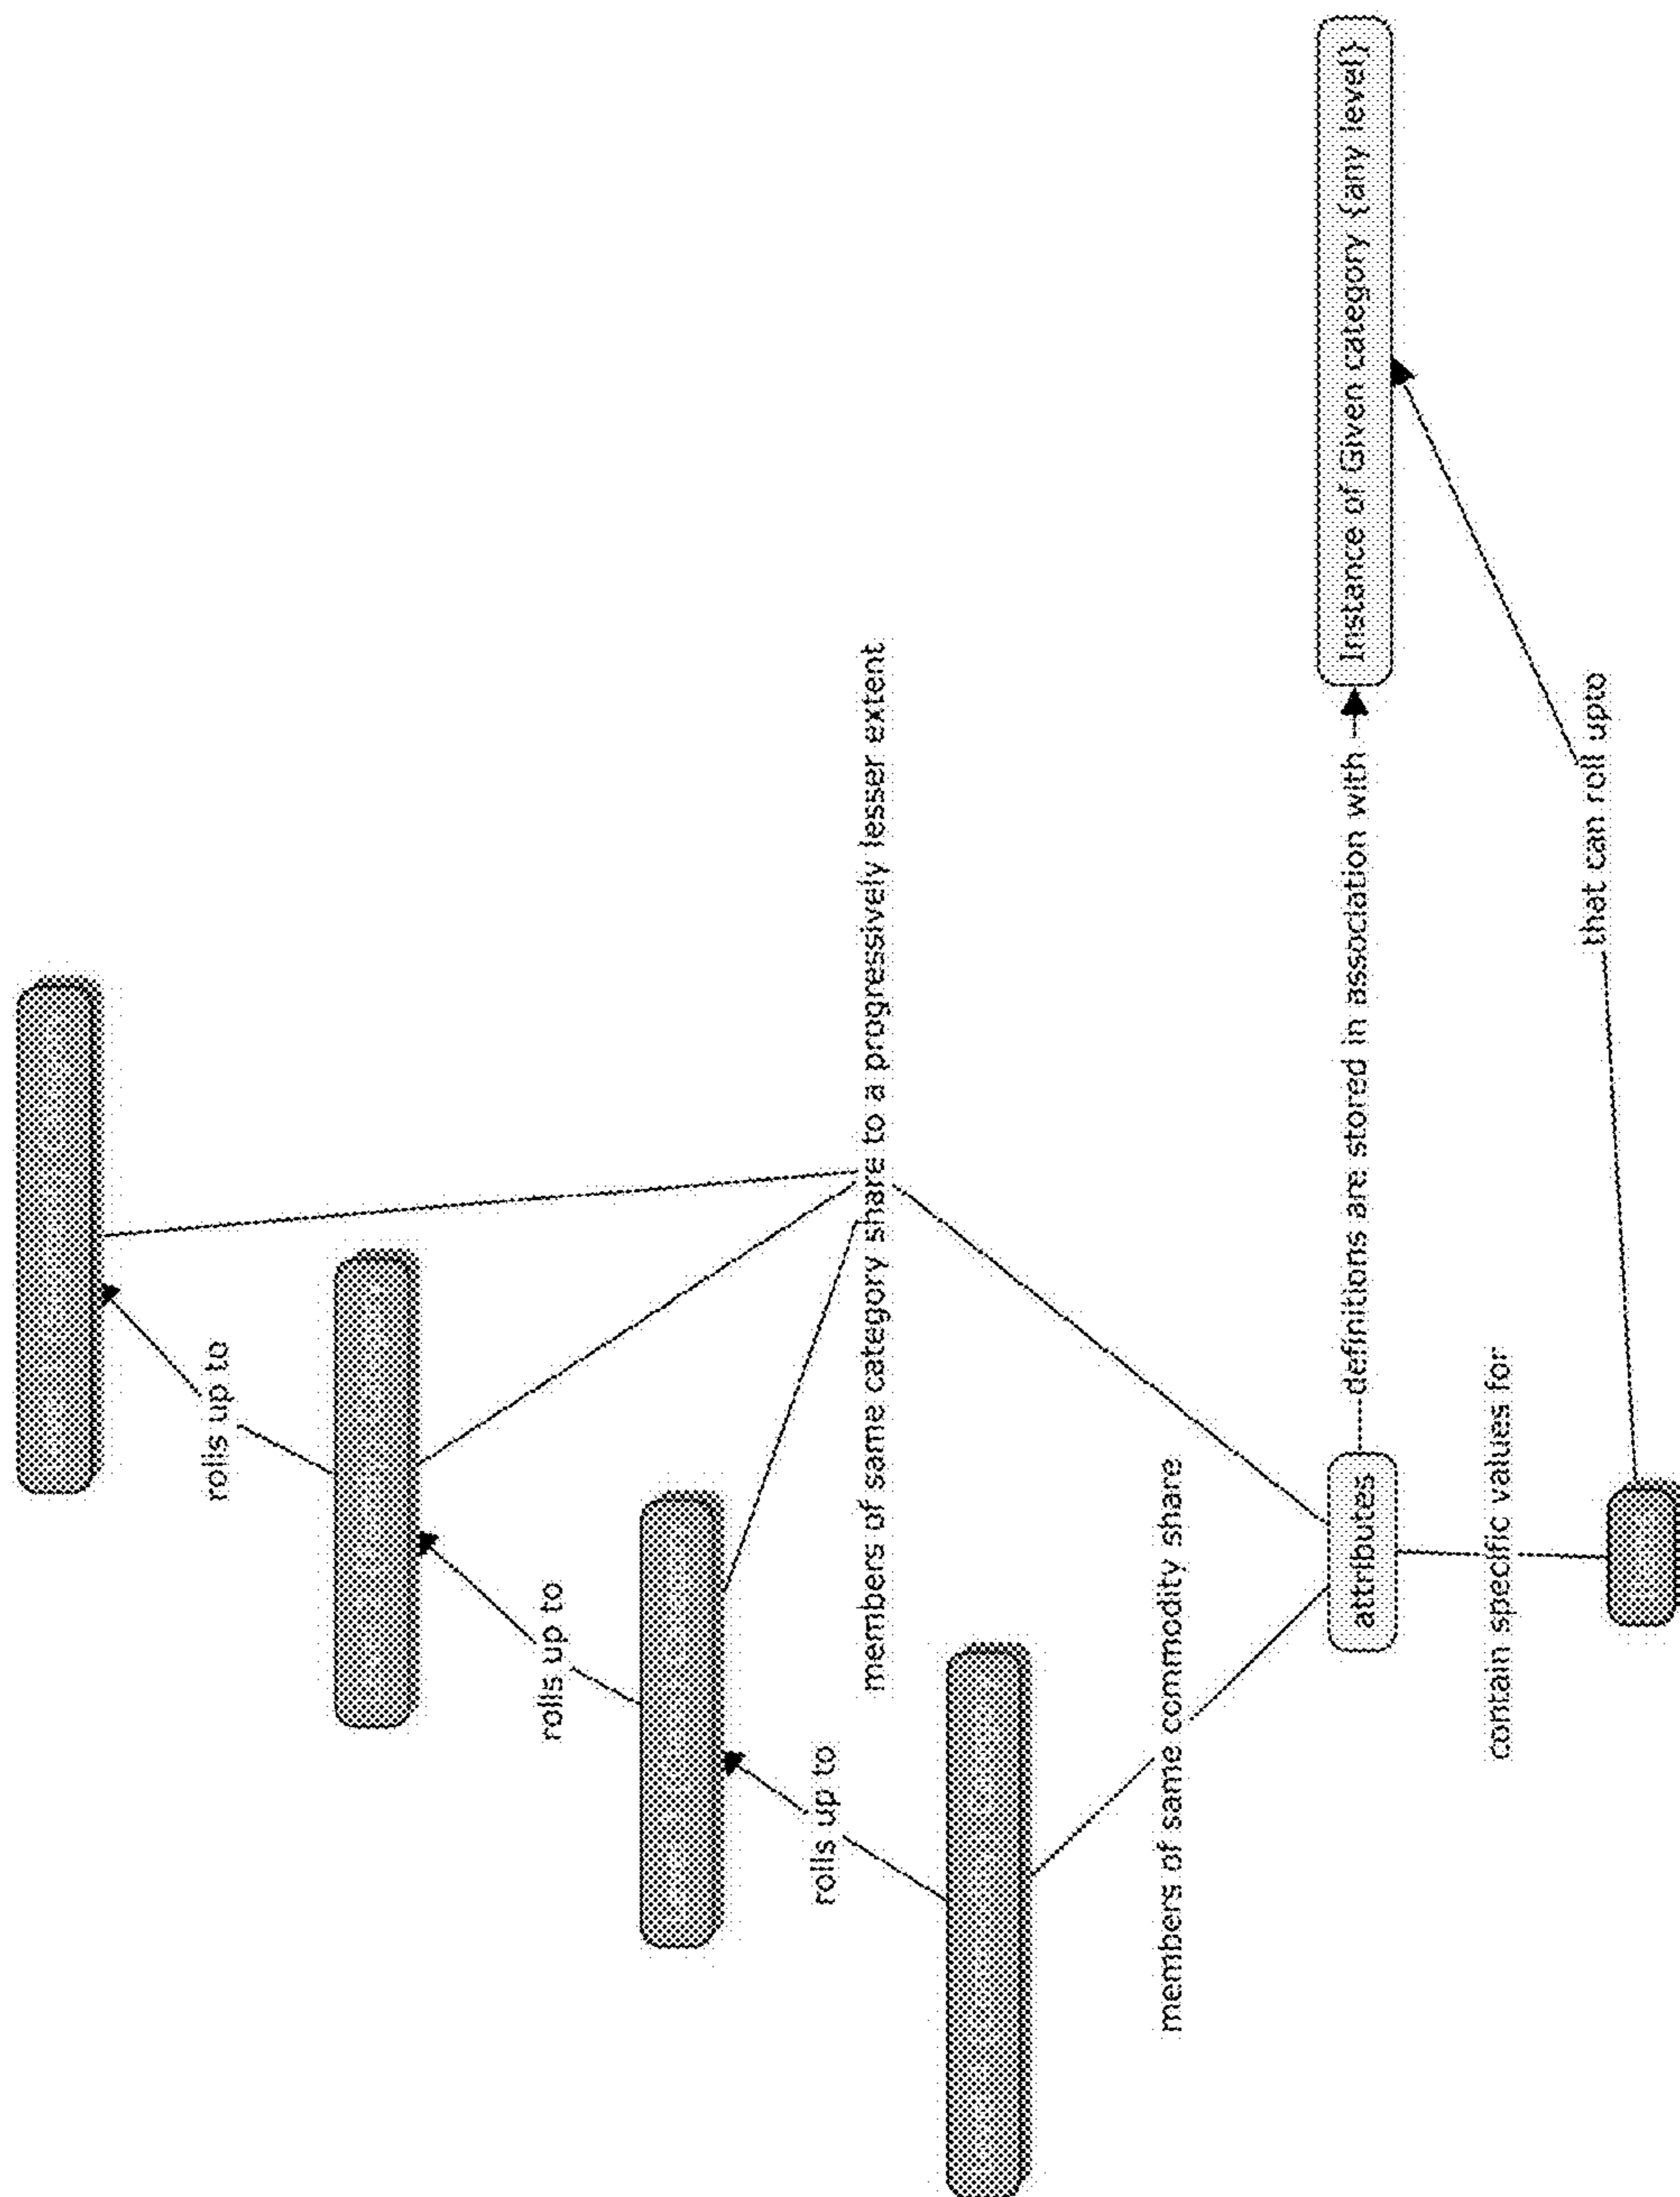 rolls up to
rolls up to
rolls up to
members of same category share to a progressively lesser extent
members of same commodity share
attributes
definitions are stored in association with
Instance of Given category {any level}
contain specific values for
that can roll upto